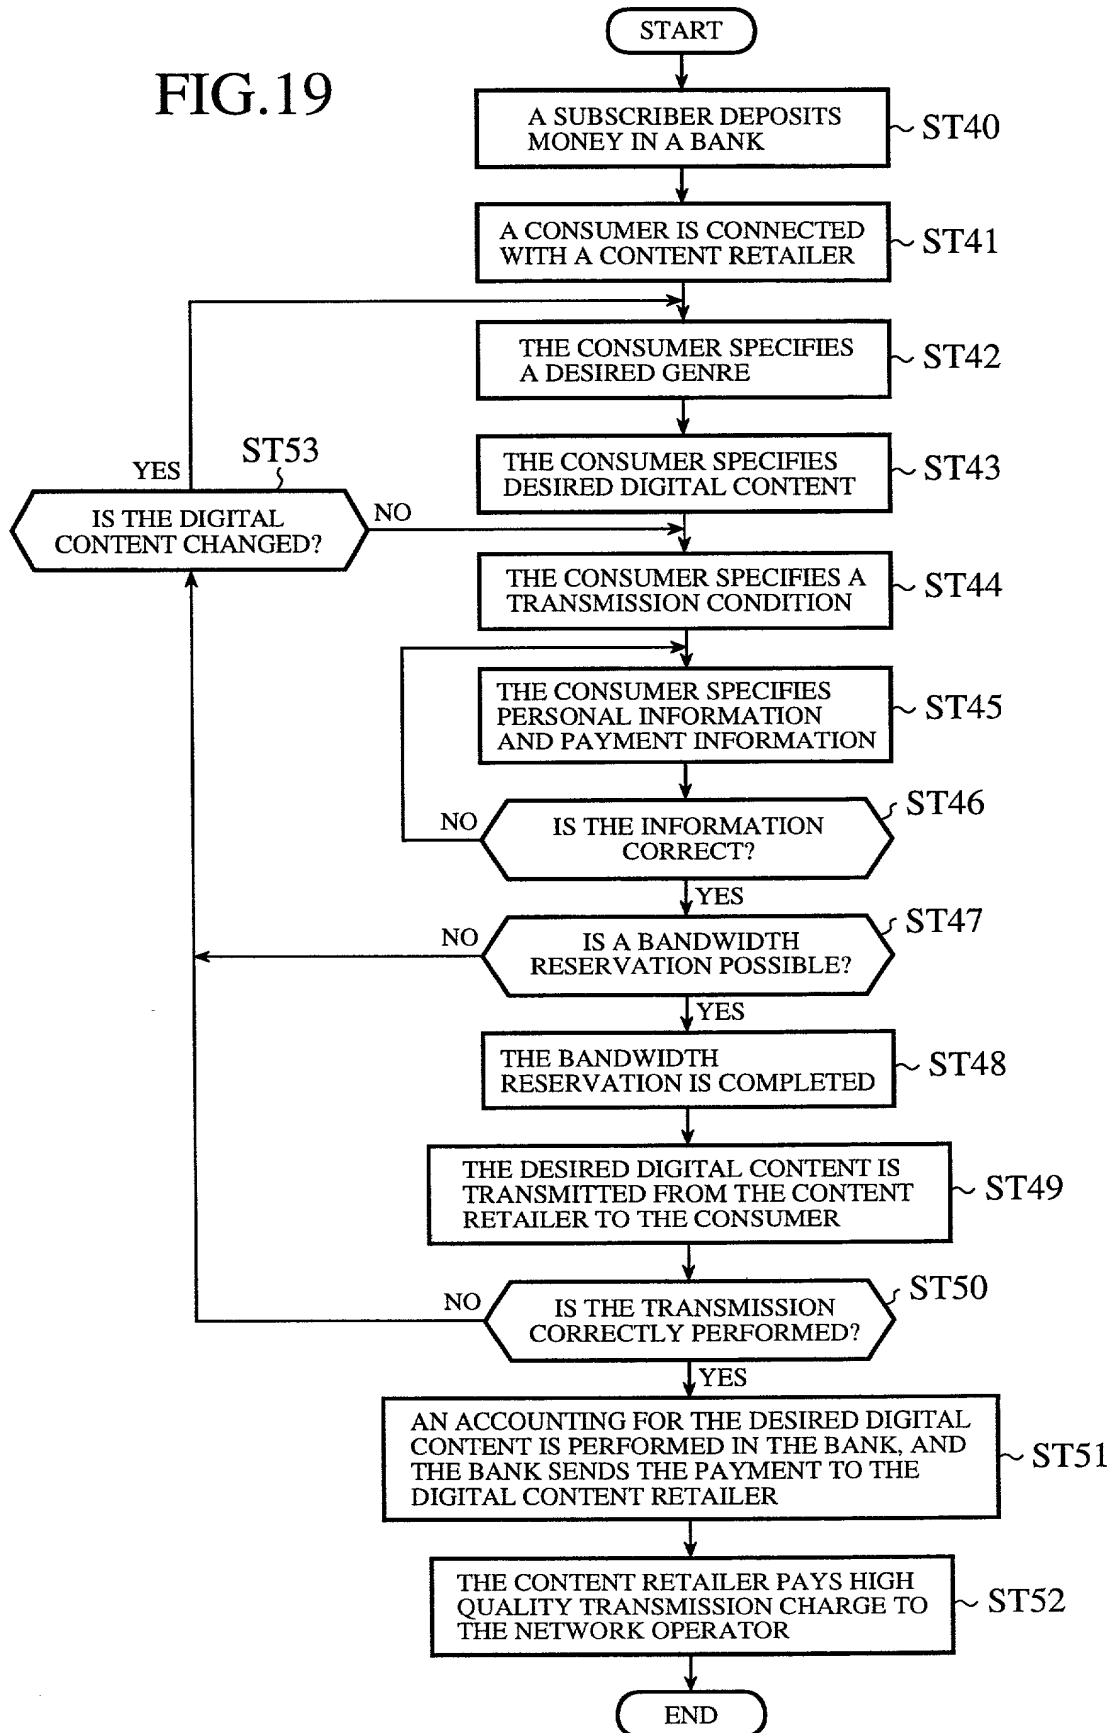 START
FIG.19
A SUBSCRIBER DEPOSITS
MONEY IN A BANK
ST40
A CONSUMER IS CONNECTED
WITH A CONTENT RETAILER
ST41
THE CONSUMER SPECIFIES
A DESIRED GENRE
ST42
THE CONSUMER SPECIFIES
DESIRED DIGITAL CONTENT
ST43
YES
ST53
IS THE DIGITAL
CONTENT CHANGED?
NO
THE CONSUMER SPECIFIES A
TRANSMISSION CONDITION
ST44
THE CONSUMER SPECIFIES
PERSONAL INFORMATION
AND PAYMENT INFORMATION
ST45
NO
IS THE INFORMATION
CORRECT?
ST46
YES
NO
IS A BANDWIDTH
RESERVATION POSSIBLE?
ST47
YES
THE BANDWIDTH
RESERVATION IS COMPLETED
ST48
THE DESIRED DIGITAL CONTENT IS
TRANSMITTED FROM THE CONTENT
RETAILER TO THE CONSUMER
ST49
NO
IS THE TRANSMISSION
CORRECTLY PERFORMED?
ST50
YES
AN ACCOUNTING FOR THE DESIRED DIGITAL
CONTENT IS PERFORMED IN THE BANK, AND
THE BANK SENDS THE PAYMENT TO THE
DIGITAL CONTENT RETAILER
ST51
THE CONTENT RETAILER PAYS HIGH
QUALITY TRANSMISSION CHARGE TO
THE NETWORK OPERATOR
ST52
END